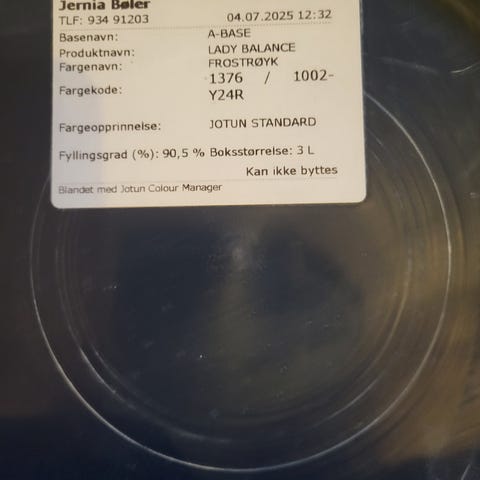 Jernia Bøler
TLF: 934 91203 04.07.2025 12:32
Basenavn: A-BASE
Produktnavn: LADY BALANCE
Fargenavn: FROSTRØYK
Fargekode: 1376 / 1002-
Y24R
Fargeopprinnelse: JOTUN STANDARD
Fyllingsgrad (%): 90,5 % Boksstørrelse: 3 L
Kan ikke byttes
Blandet med Jotun Colour Manager